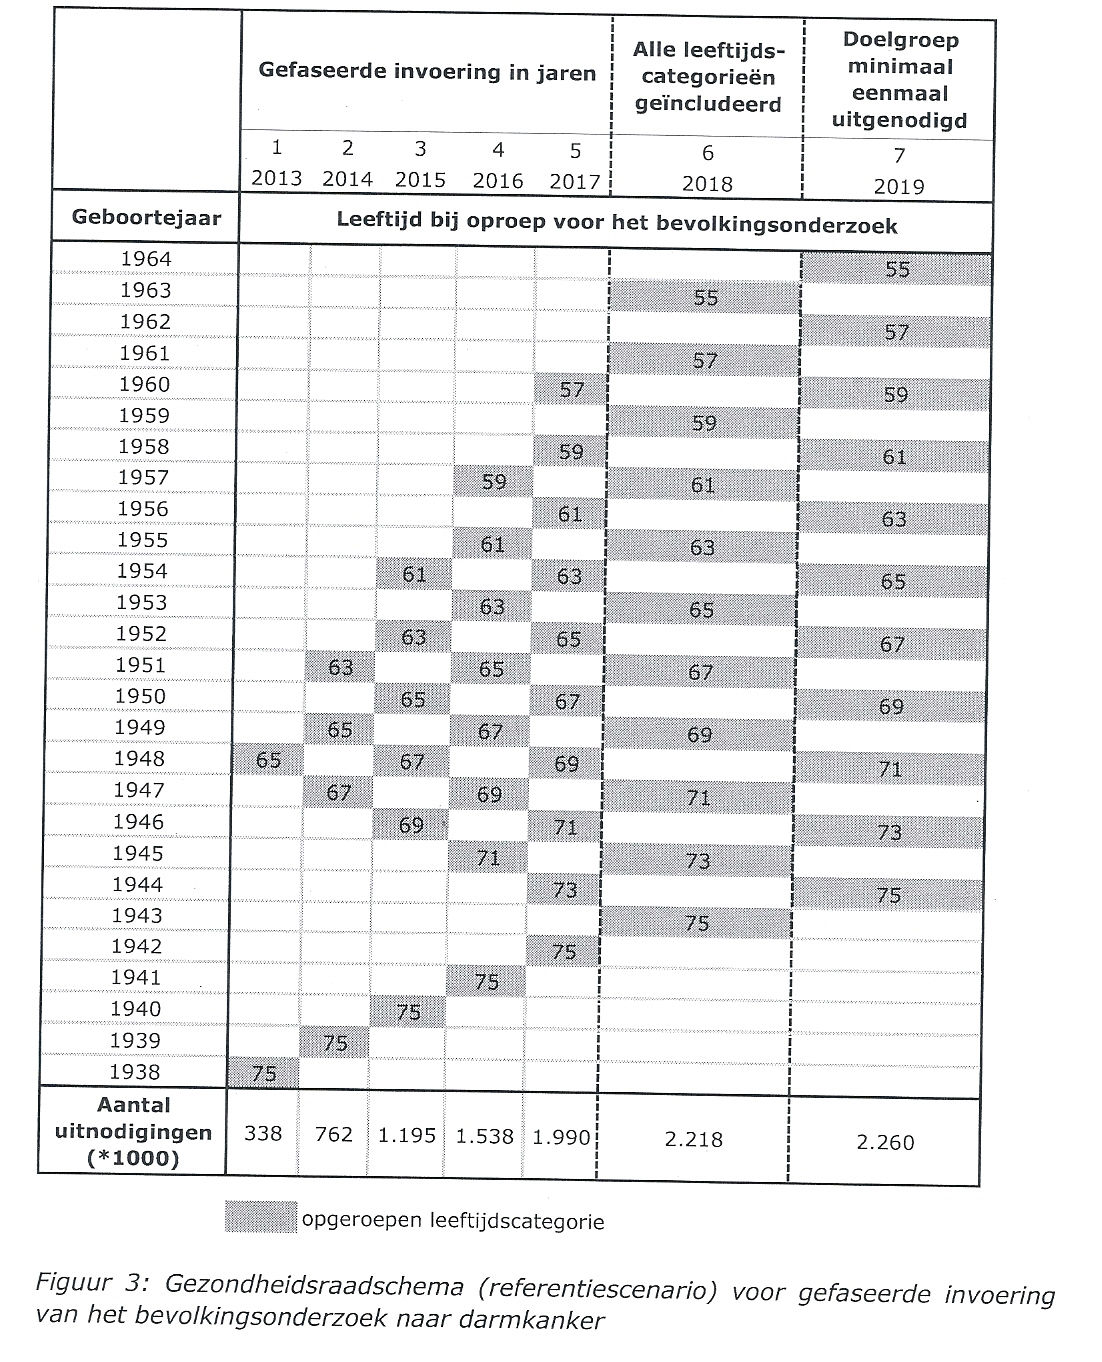 Gefaseerde invoering in jaren
Alle leeftijds-
categorieën
geïncludeerd
Doelgroep
minimaal
eenmaal
uitgenodigd
1 2 3 4 5 6 7
2013 2014 2015 2016 2017 2018 2019
Geboortejaar Leeftijd bij oproep voor het bevolkingsonderzoek
1964 55
1963 55
1962 57
1961 57
1960 57 59
1959 59
1958 59 61
1957 59 61
1956 61 63
1955 61 63
1954 61 63 65
1953 63 65
1952 63 65 67
1951 63 65 67
1950 65 67 69
1949 65 67 69
1948 65 67 69 71
1947 67 69 71
1946 69 71 73
1945 71 73
1944 73 75
1943 75
1942 75
1941 75
1940 75
1939 75
1938 75
Aantal
uitnodigingen
(*1000)
338 762 1.195 1.538 1.990 2.218 2.260
opgeroepen leeftijdscategorie
Figuur 3: Gezondheidsraadschema (referentiescenario) voor gefaseerde invoering
van het bevolkingsonderzoek naar darmkanker